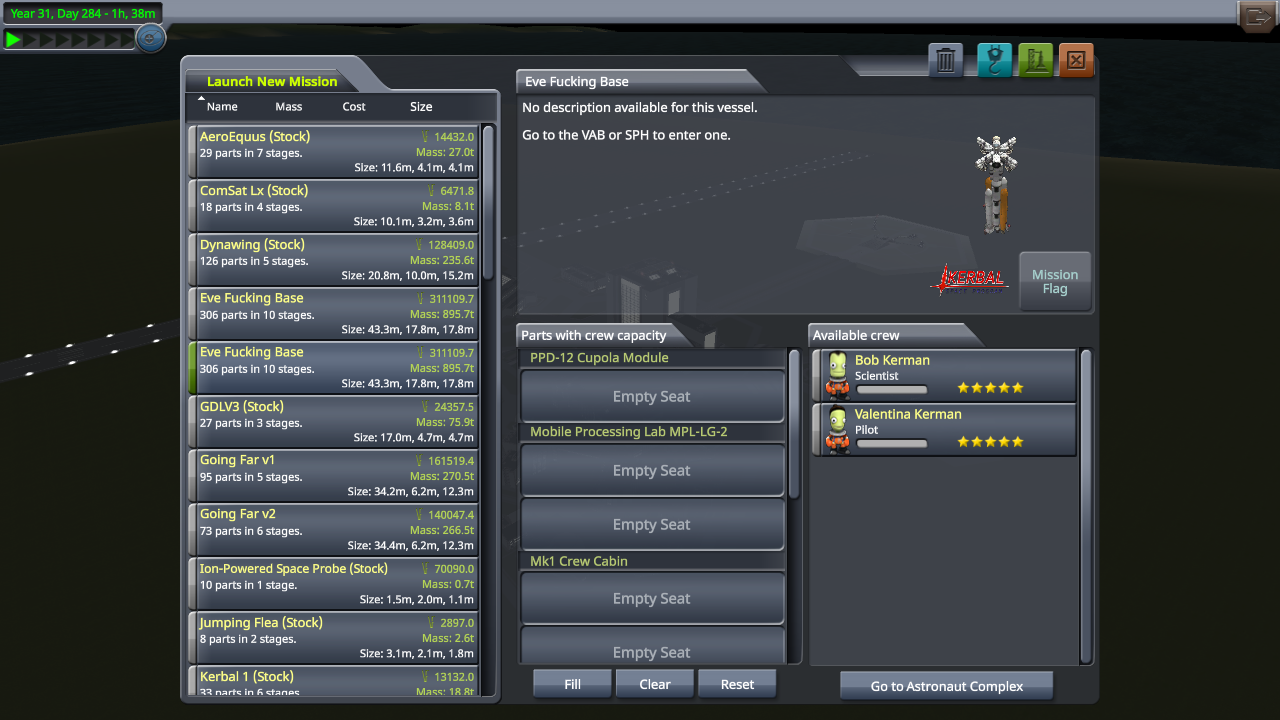 Year 31, Day 284 - 1h, 38m
Launch New Mission
Name Mass Cost Size
AeroEquus (Stock) 14432.0
29 parts in 7 stages. Mass: 27.0t
Size: 11.6m, 4.1m, 4.1m
ComSat Lx (Stock) 6471.8
18 parts in 4 stages. Mass: 8.1t
Size: 10.1m, 3.2m, 3.6m
Dynawing (Stock) 128409.0
126 parts in 5 stages. Mass: 235.6t
Size: 20.8m, 10.0m, 15.2m
Eve Fucking Base 311109.7
306 parts in 10 stages. Mass: 895.7t
Size: 43.3m, 17.8m, 17.8m
Eve Fucking Base 311109.7
306 parts in 10 stages. Mass: 895.7t
Size: 43.3m, 17.8m, 17.8m
GDLV3 (Stock) 24357.5
27 parts in 3 stages. Mass: 75.9t
Size: 17.0m, 4.7m, 4.7m
Going Far v1 161519.4
95 parts in 5 stages. Mass: 270.5t
Size: 34.2m, 6.2m, 12.3m
Going Far v2 140047.4
73 parts in 6 stages. Mass: 266.5t
Size: 34.4m, 6.2m, 12.3m
Ion-Powered Space Probe (Stock) 70090.0
10 parts in 1 stage. Mass: 0.7t
Size: 1.5m, 2.0m, 1.1m
Jumping Flea (Stock) 2897.0
8 parts in 2 stages. Mass: 2.6t
Size: 3.1m, 2.1m, 1.8m
Kerbal 1 (Stock) 13132.0
33 parts in 6 stages. Mass: 18.8t
Eve Fucking Base
No description available for this vessel.
Go to the VAB or SPH to enter one.
KERBAL
Mission
Flag
Parts with crew capacity
PPD-12 Cupola Module
Empty Seat
Mobile Processing Lab MPL-LG-2
Empty Seat
Empty Seat
Mk1 Crew Cabin
Empty Seat
Empty Seat
Fill Clear Reset
Available crew
Bob Kerman
Scientist
Valentina Kerman
Pilot
Go to Astronaut Complex